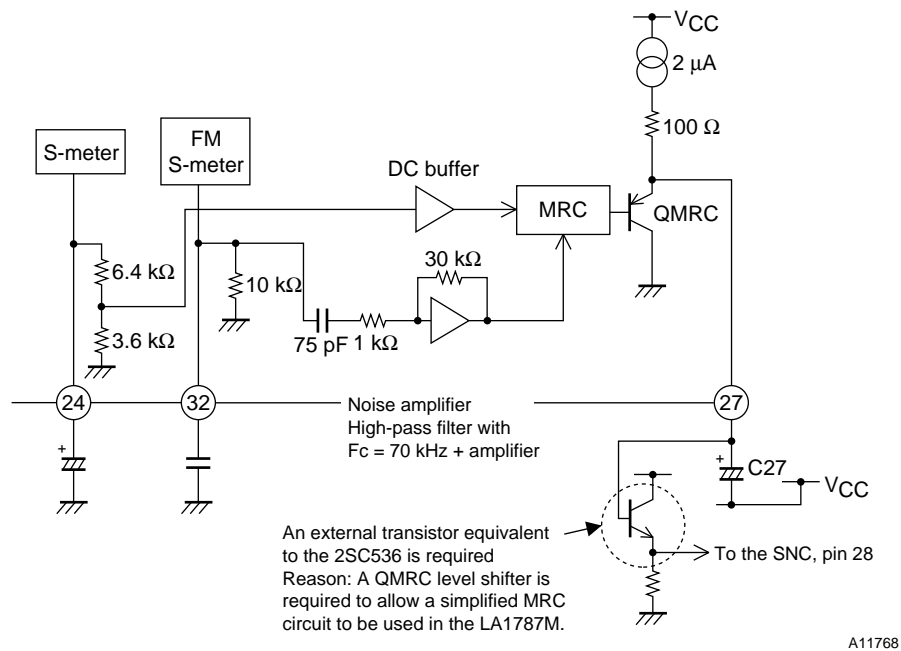 VCC
2 μA
100 Ω
S-meter
FM
S-meter
DC buffer
MRC
QMRC
6.4 kΩ
30 kΩ
10 kΩ
3.6 kΩ
75 pF
1 kΩ
24
32
Noise amplifier
High-pass filter with
Fc = 70 kHz + amplifier
27
+
+
C27
VCC
An external transistor equivalent
to the 2SC536 is required
Reason: A QMRC level shifter is
required to allow a simplified MRC
circuit to be used in the LA1787M.
To the SNC, pin 28
A11768